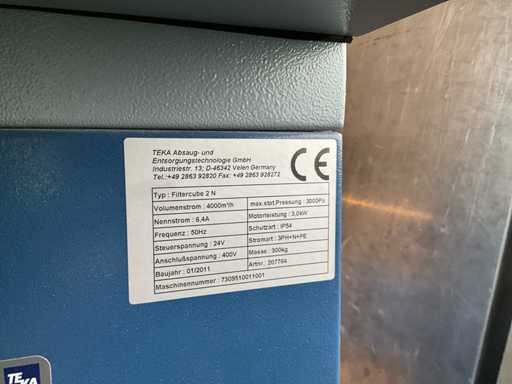 TEKA Absaug- und
Entsorgungstechnologie GmbH
Industriestr. 13; D-46342 Velen Germany
Tel.:+49 2863 92820 Fax: +49 2863 928272
CE
Typ : Filtercube 2 N
Volumenstrom : 4000m³/h max.stat.Pressung : 3000Pa
Nennstrom : 6,4A Motorleistung : 3,0kW
Frequenz : 50Hz Schutzart : IP54
Steuerspannung : 24V Stromart : 3PH+N+PE
Anschlußspannung : 400V Masse : 300kg
Baujahr : 01/2011 Artnr.: 207764
Maschinennummer : 7309510011001
TEKA